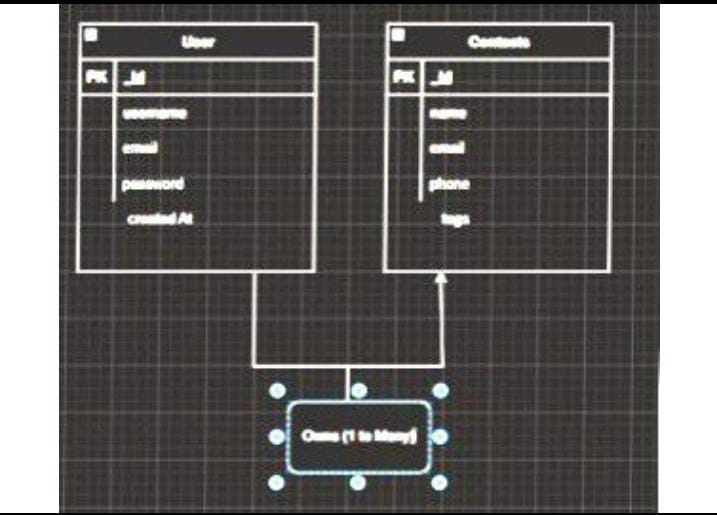 User
PK _id
username
email
password
created At
Contacts
PK _id
name
email
phone
tags
Owns (1 to Many)